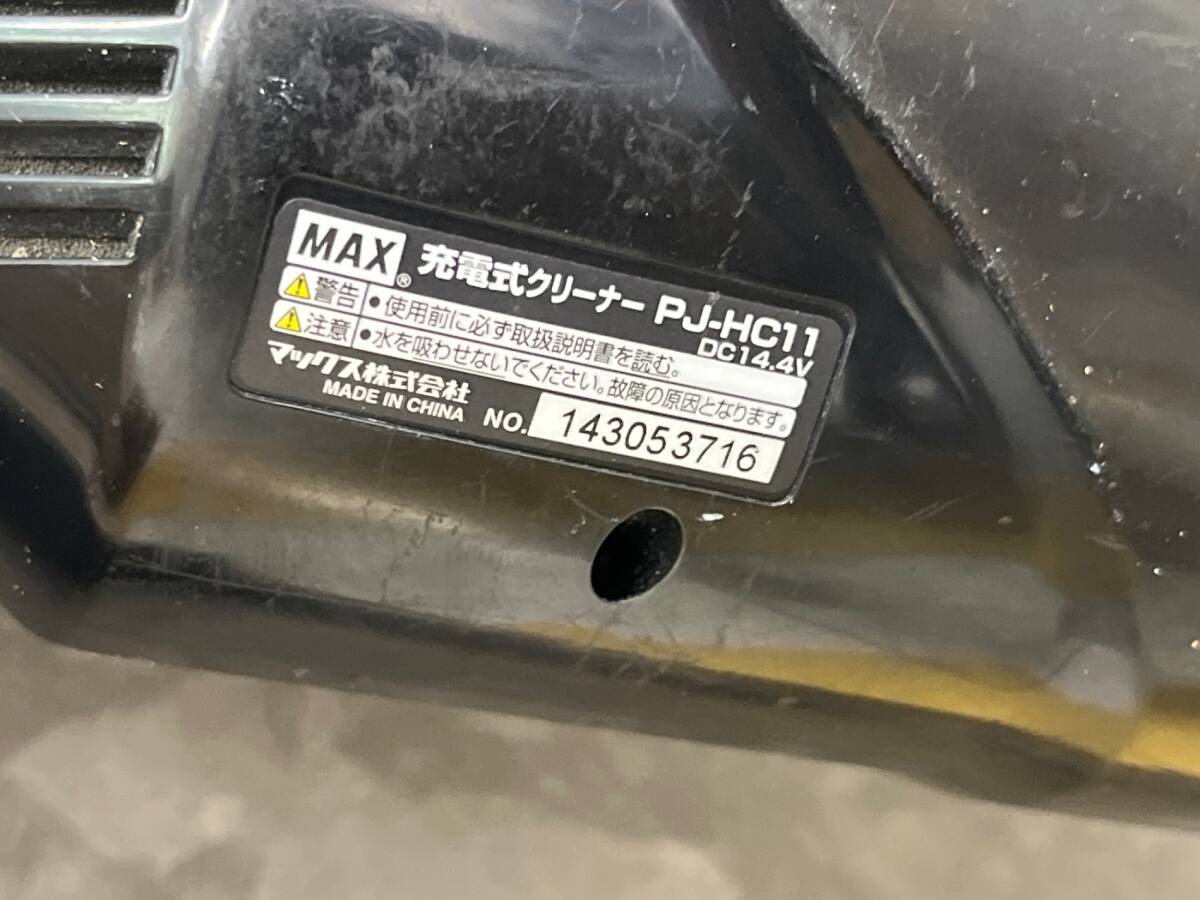 MAX® 充電式クリーナー PJ-HC11
DC14.4V
⚠警告 •使用前に必ず取扱説明書を読む。
⚠注意 •水を吸わせないでください。故障の原因となります。
マックス株式会社
MADE IN CHINA NO. 143053716